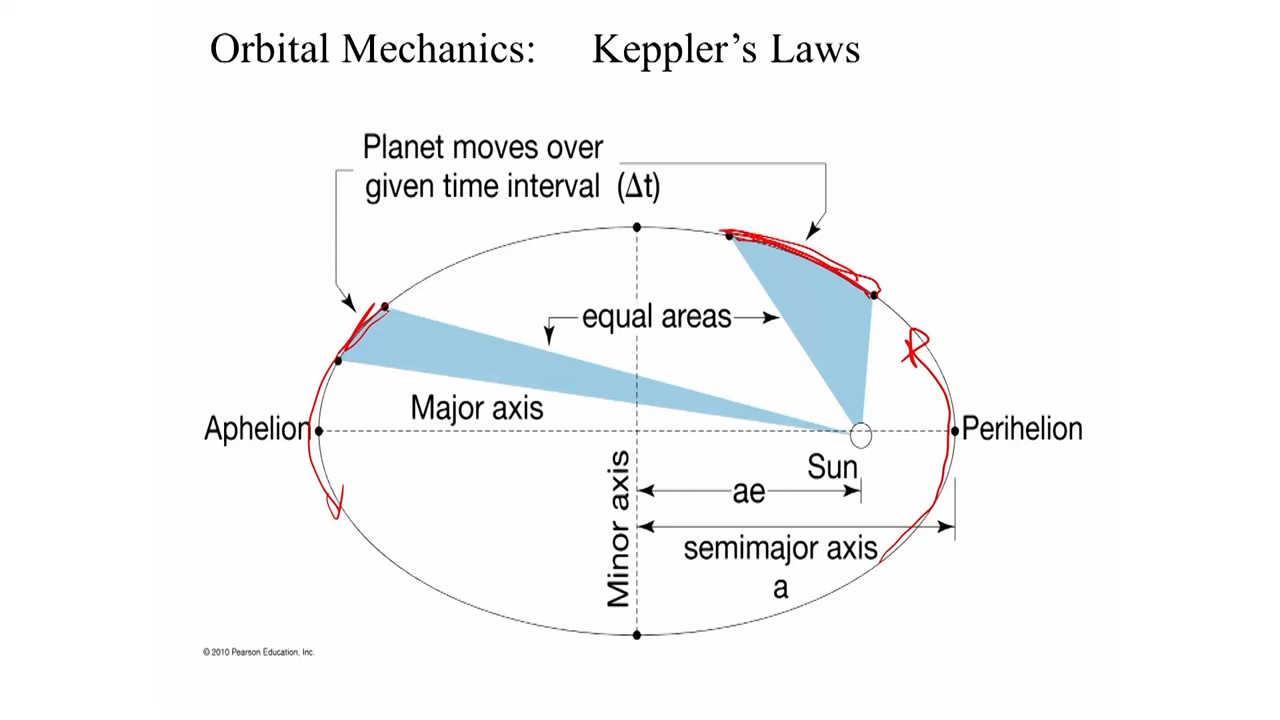 Orbital Mechanics: Keppler’s Laws
Planet moves over
given time interval (Δt)
equal areas
Major axis
Aphelion
Perihelion
Sun
Minor axis
ae
semimajor axis
a
© 2010 Pearson Education, Inc.